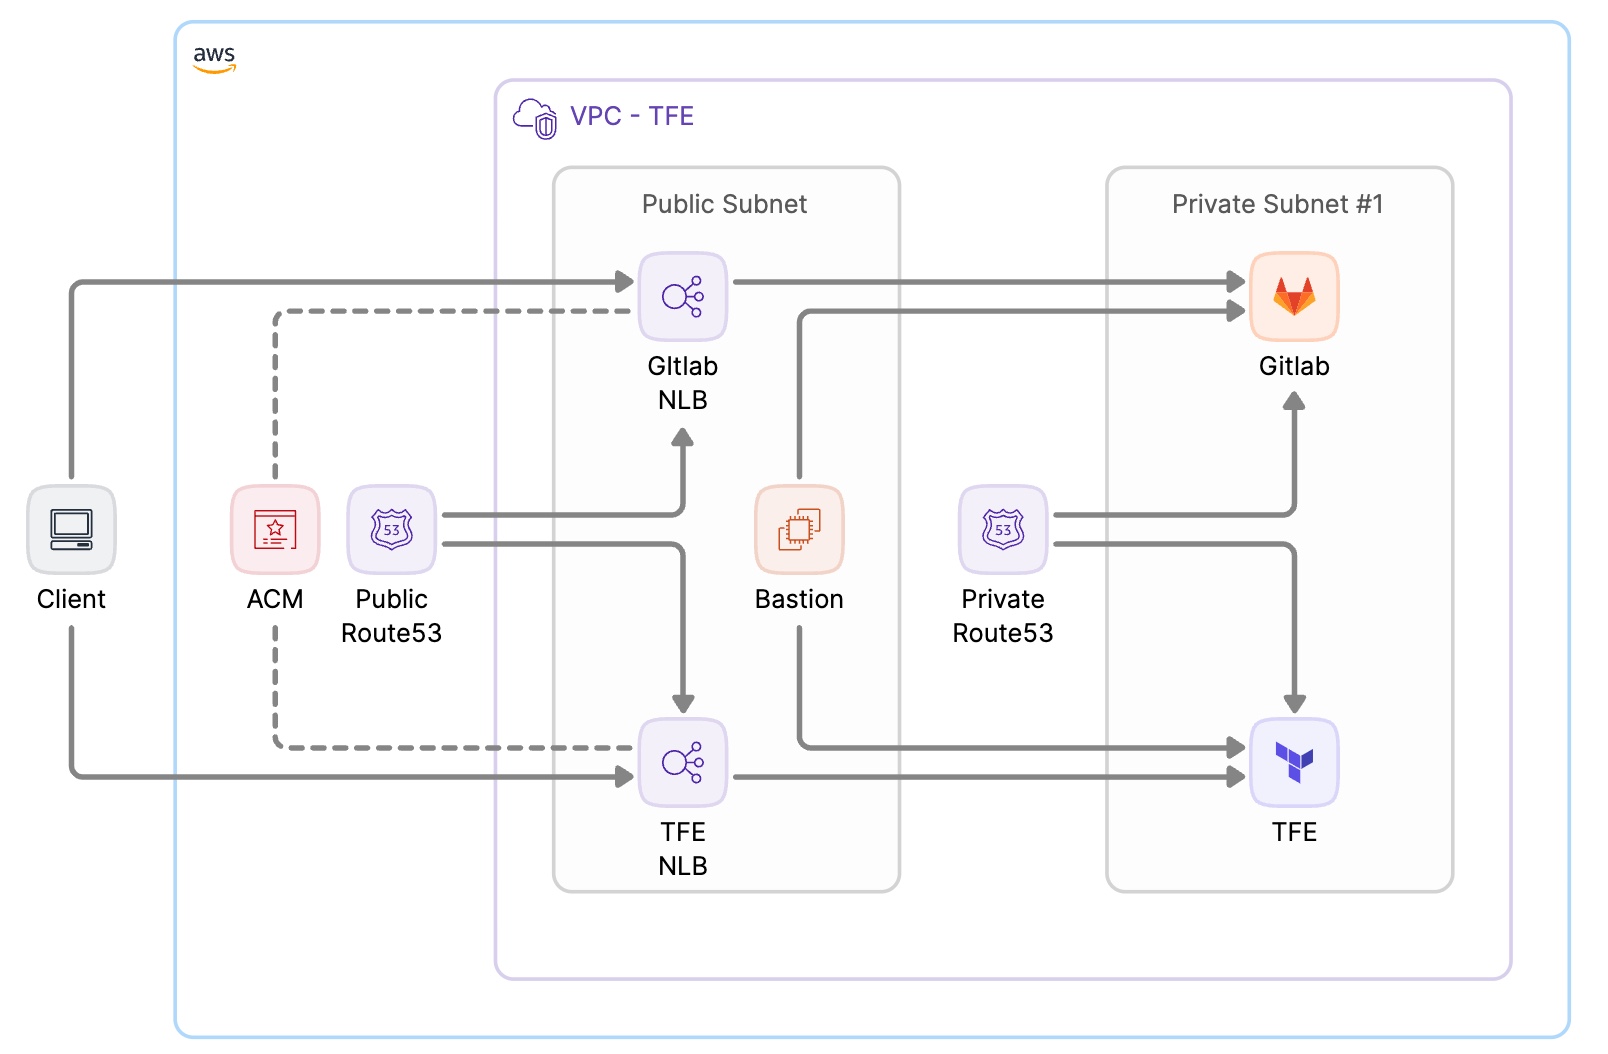 aws
VPC - TFE
Public Subnet
Private Subnet #1
GItlab
NLB
Gitlab
53
53
Client
ACM
Public
Route53
Bastion
Private
Route53
TFE
NLB
TFE